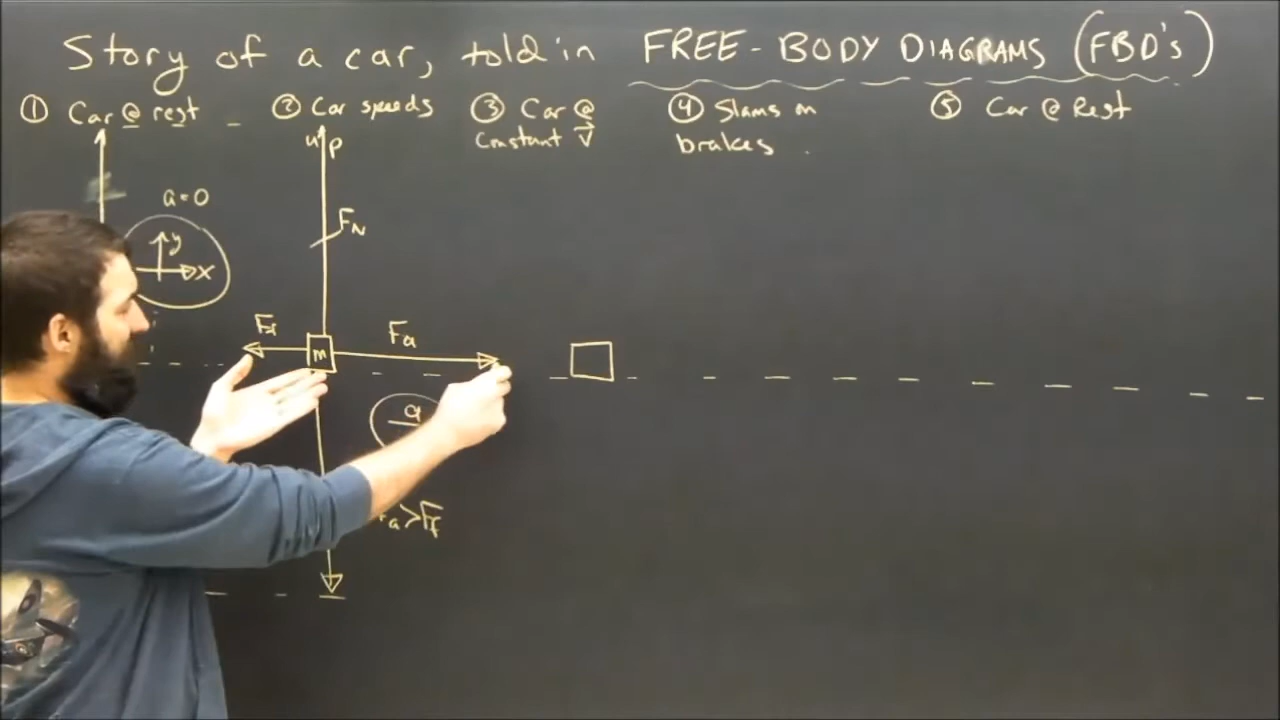 Story of a car, told in FREE-BODY DIAGRAMS (FBD's)
① Car @ rest
② Car speeds up
③ Car @ constant v
④ Slams on brakes
⑤ Car @ Rest
a=0
y
x
F_N
F_f
m
F_a
a
F_a>F_f